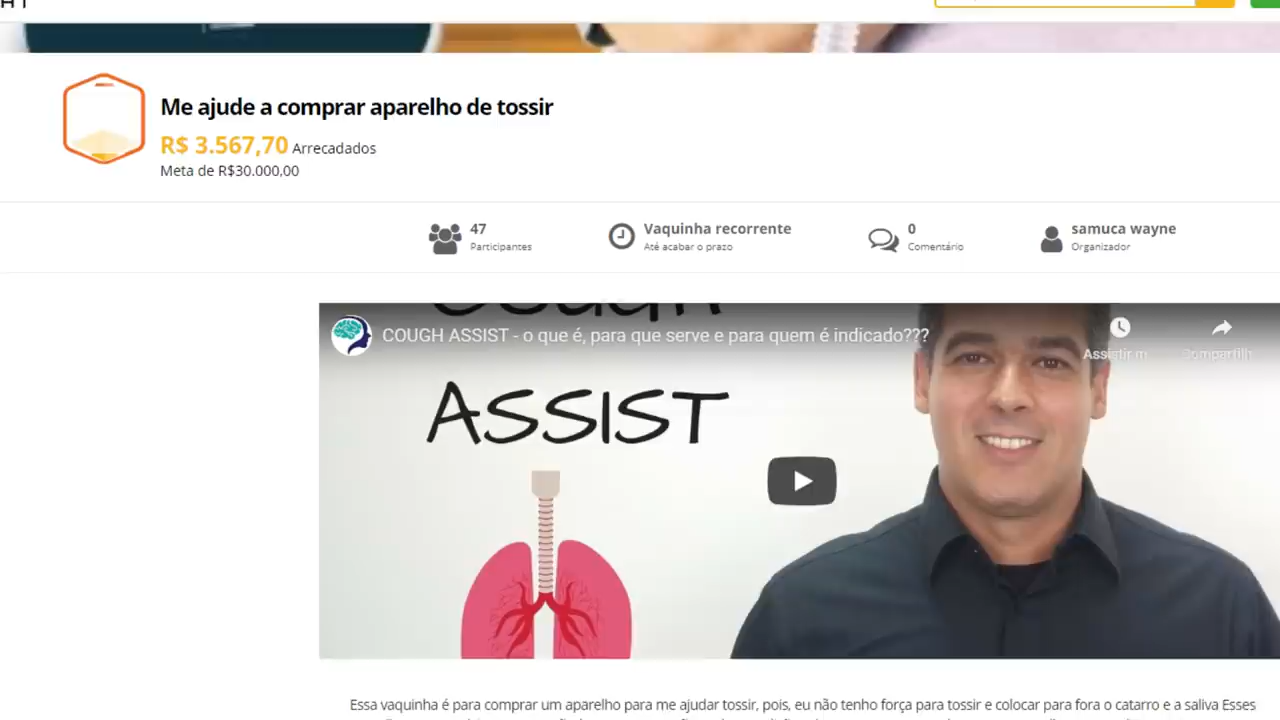 Me ajude a comprar aparelho de tossir
R$ 3.567,70 Arrecadados
Meta de R$30.000,00
47
Participantes
Vaquinha recorrente
Até acabar o prazo
0
Comentário
samuca wayne
Organizador
COUGH ASSIST - o que é, para que serve e para quem é indicado???
Assistir m
Compartilh
ASSIST
Essa vaquinha é para comprar um aparelho para me ajudar tossir, pois, eu não tenho força para tossir e colocar para fora o catarro e a saliva Esses